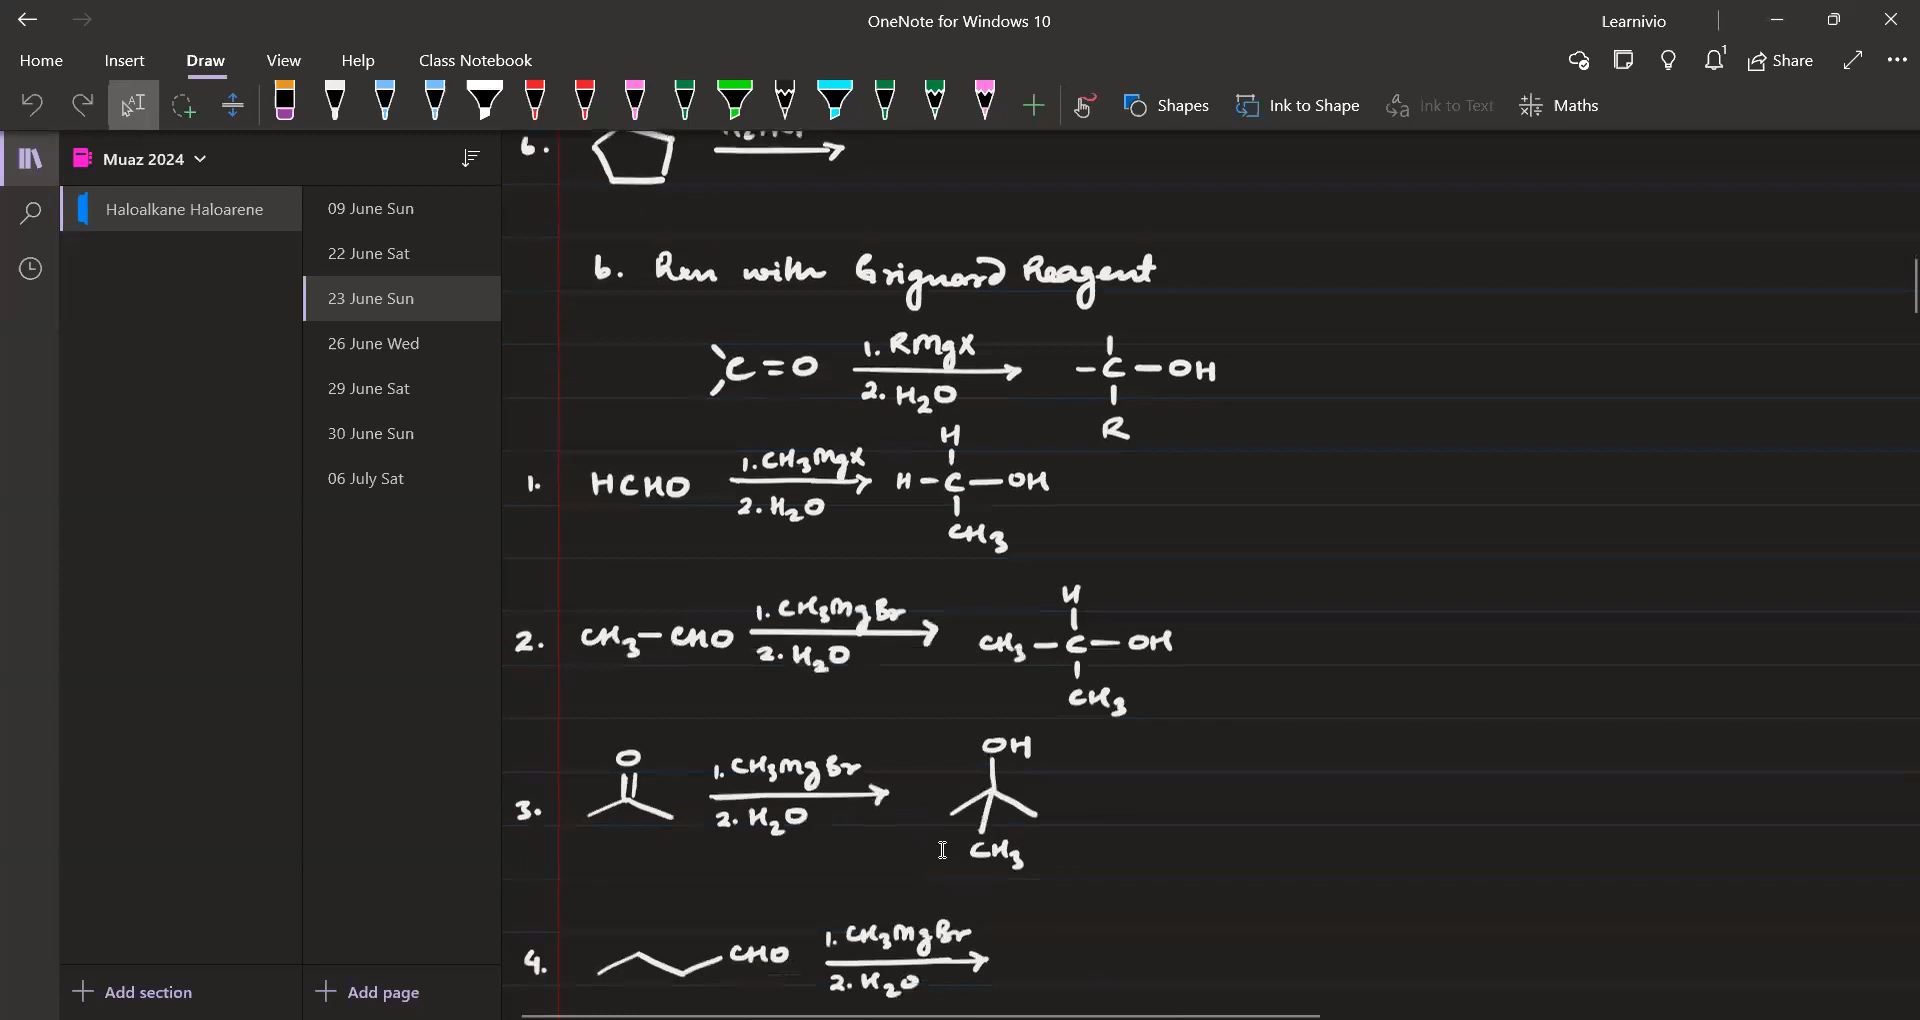 OneNote for Windows 10
Learnivio
Home Insert Draw View Help Class Notebook
1 Share
Shapes Ink to Shape Ink to Text Maths
Muaz 2024
Haloalkane Haloarene
09 June Sun
22 June Sat
23 June Sun
26 June Wed
29 June Sat
30 June Sun
06 July Sat
Add section
Add page
6.
b. Rxn with Grignard Reagent
C=O 1. RMgX 2. H2O -C-OH
R
1. HCHO 1. CH3MgX 2. H2O H
H-C-OH
CH3
2. CH3-CHO 1. CH3MgBr 2. H2O H
CH3-C-OH
CH3
3. O 1. CH3MgBr 2. H2O OH
CH3
4. CHO 1. CH3MgBr
2. H2O